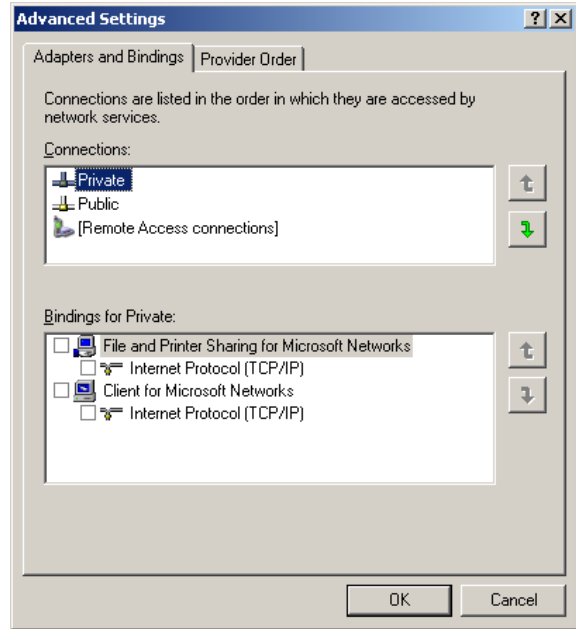 Advanced Settings
Adapters and Bindings
Provider Order
Connections are listed in the order in which they are accessed by
network services.
Connections:
Private
Public
[Remote Access connections]
Bindings for Private:
File and Printer Sharing for Microsoft Networks
Internet Protocol (TCP/IP)
Client for Microsoft Networks
Internet Protocol (TCP/IP)
OK
Cancel